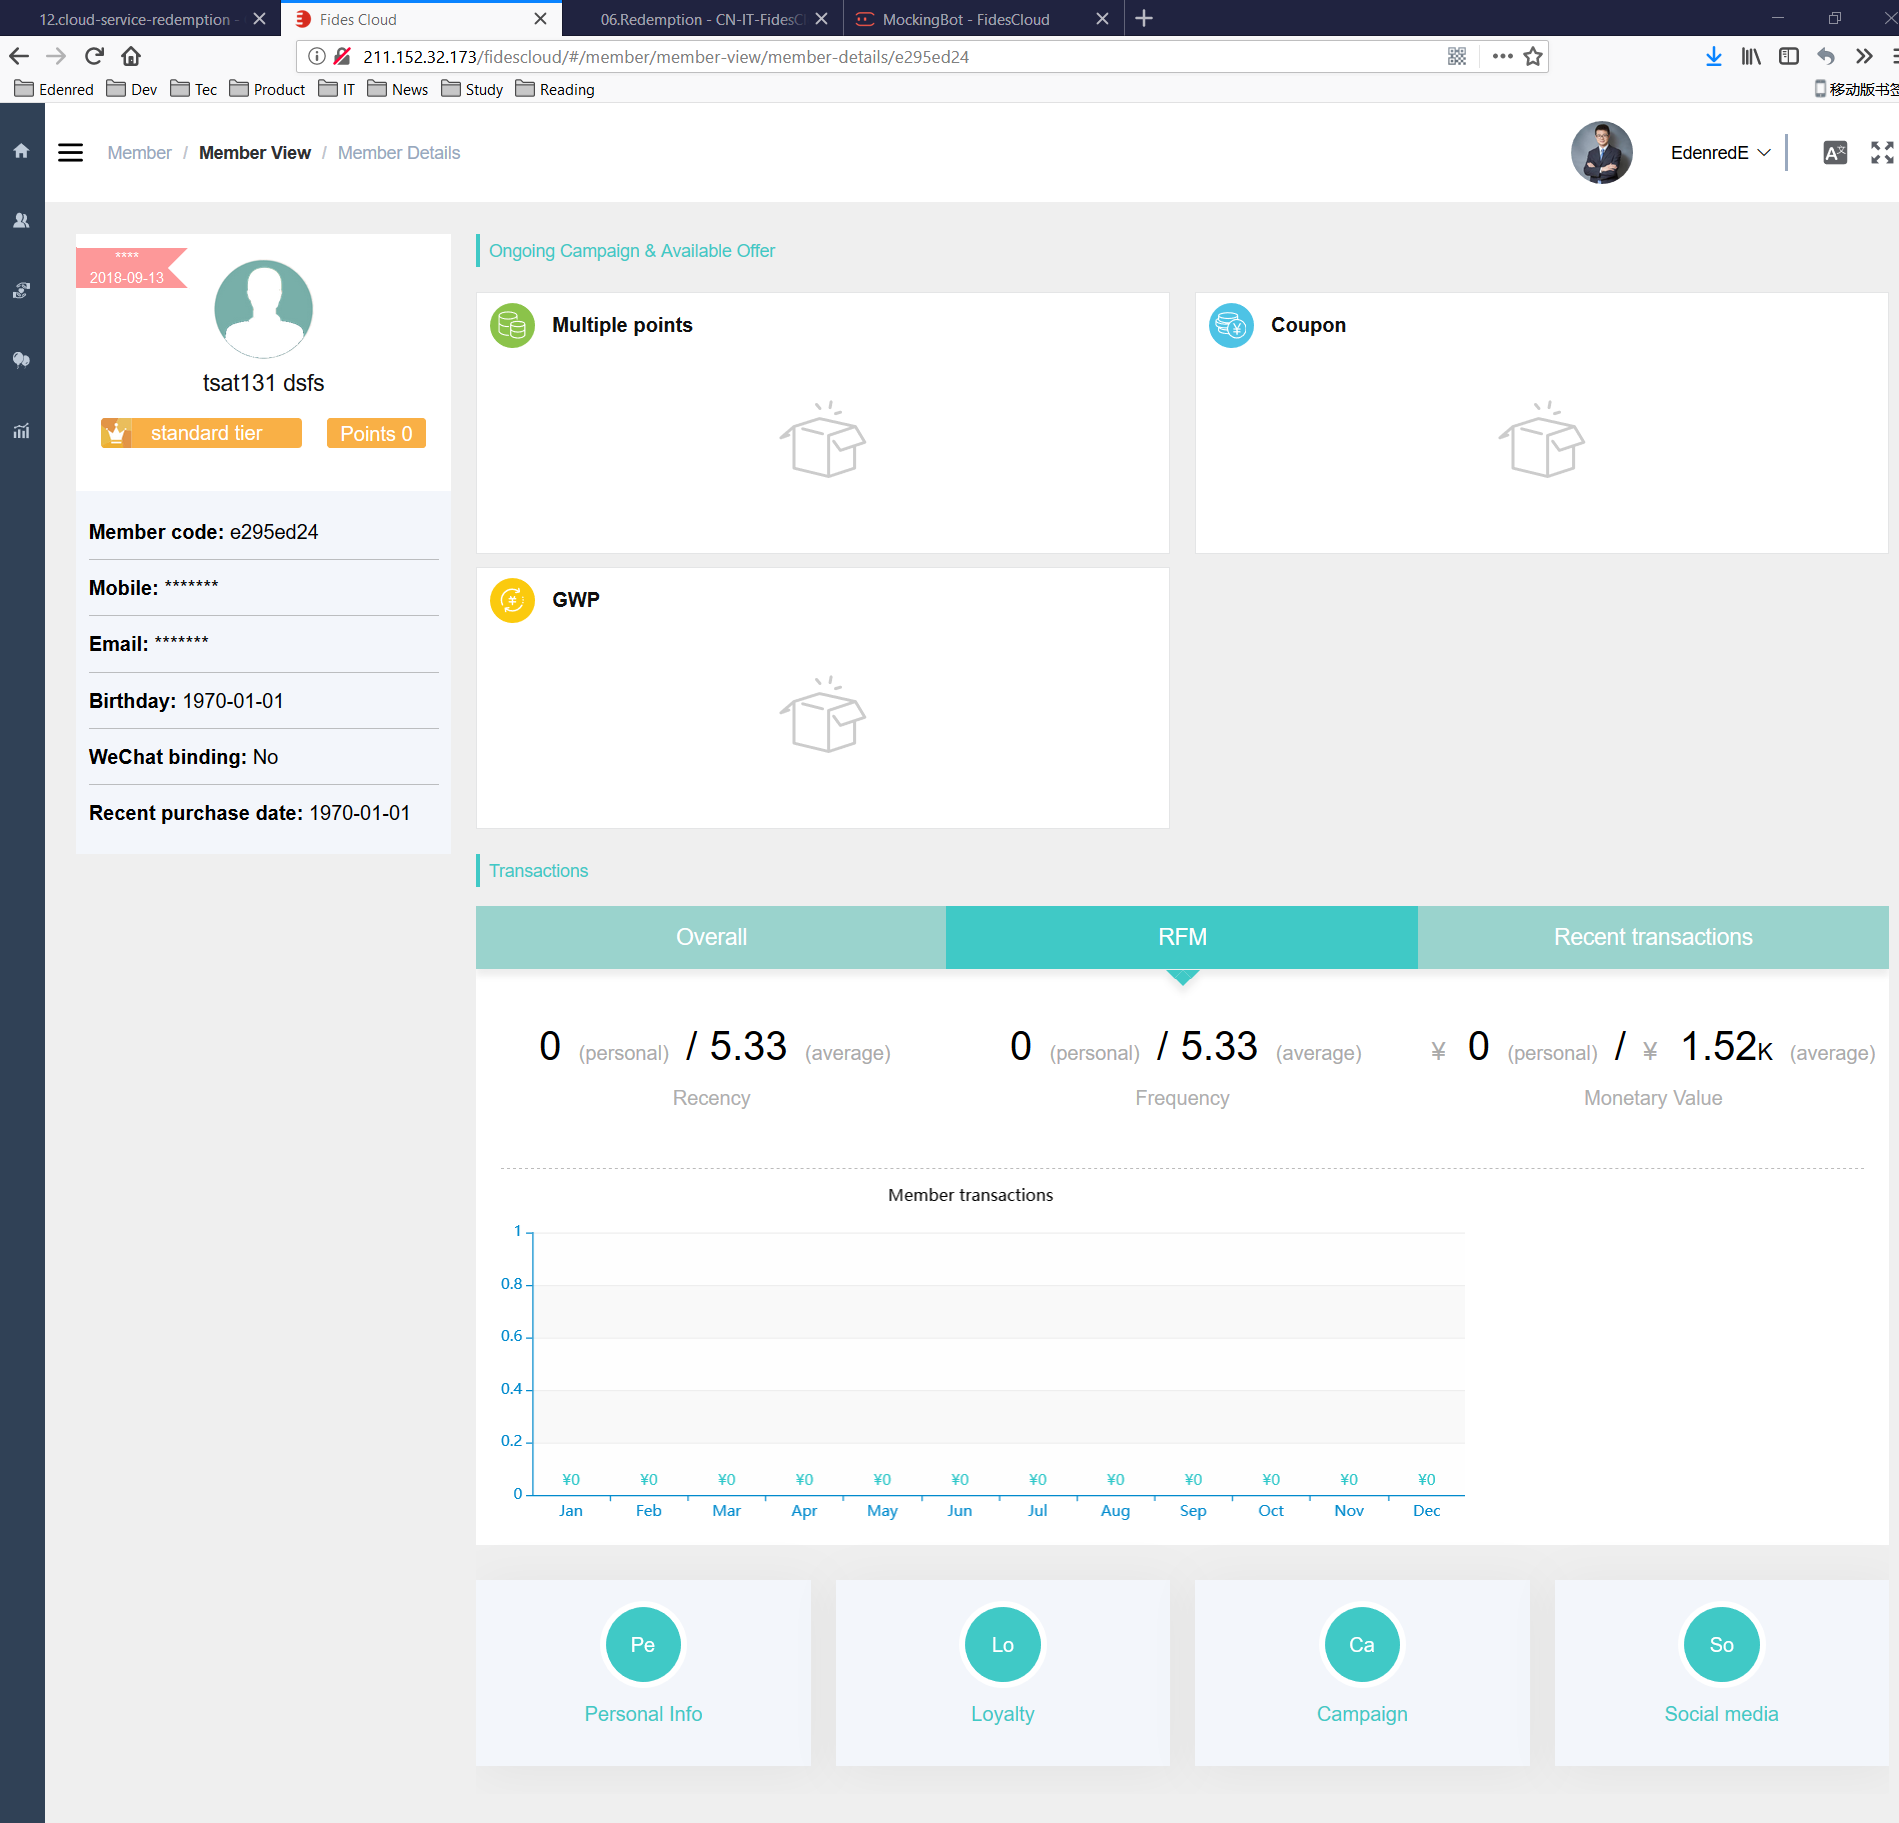 12.cloud-service-redemption -
Fides Cloud
06.Redemption - CN-IT-FidesCl
MockingBot - FidesCloud
211.152.32.173/fidescloud/#/member/member-view/member-details/e295ed24
Edenred Dev Tec Product IT News Study Reading
移动版书签
Member / Member View / Member Details
EdenredE
****
2018-09-13
tsat131 dsfs
standard tier
Points 0
Member code: e295ed24
Mobile: *******
Email: *******
Birthday: 1970-01-01
WeChat binding: No
Recent purchase date: 1970-01-01
Ongoing Campaign & Available Offer
Multiple points
Coupon
GWP
Transactions
Overall
RFM
Recent transactions
0 (personal) / 5.33 (average)
Recency
0 (personal) / 5.33 (average)
Frequency
¥ 0 (personal) / ¥ 1.52K (average)
Monetary Value
Member transactions
1
0.8
0.6
0.4
0.2
0
¥0 ¥0 ¥0 ¥0 ¥0 ¥0 ¥0 ¥0 ¥0 ¥0 ¥0 ¥0
Jan Feb Mar Apr May Jun Jul Aug Sep Oct Nov Dec
Pe
Personal Info
Lo
Loyalty
Ca
Campaign
So
Social media